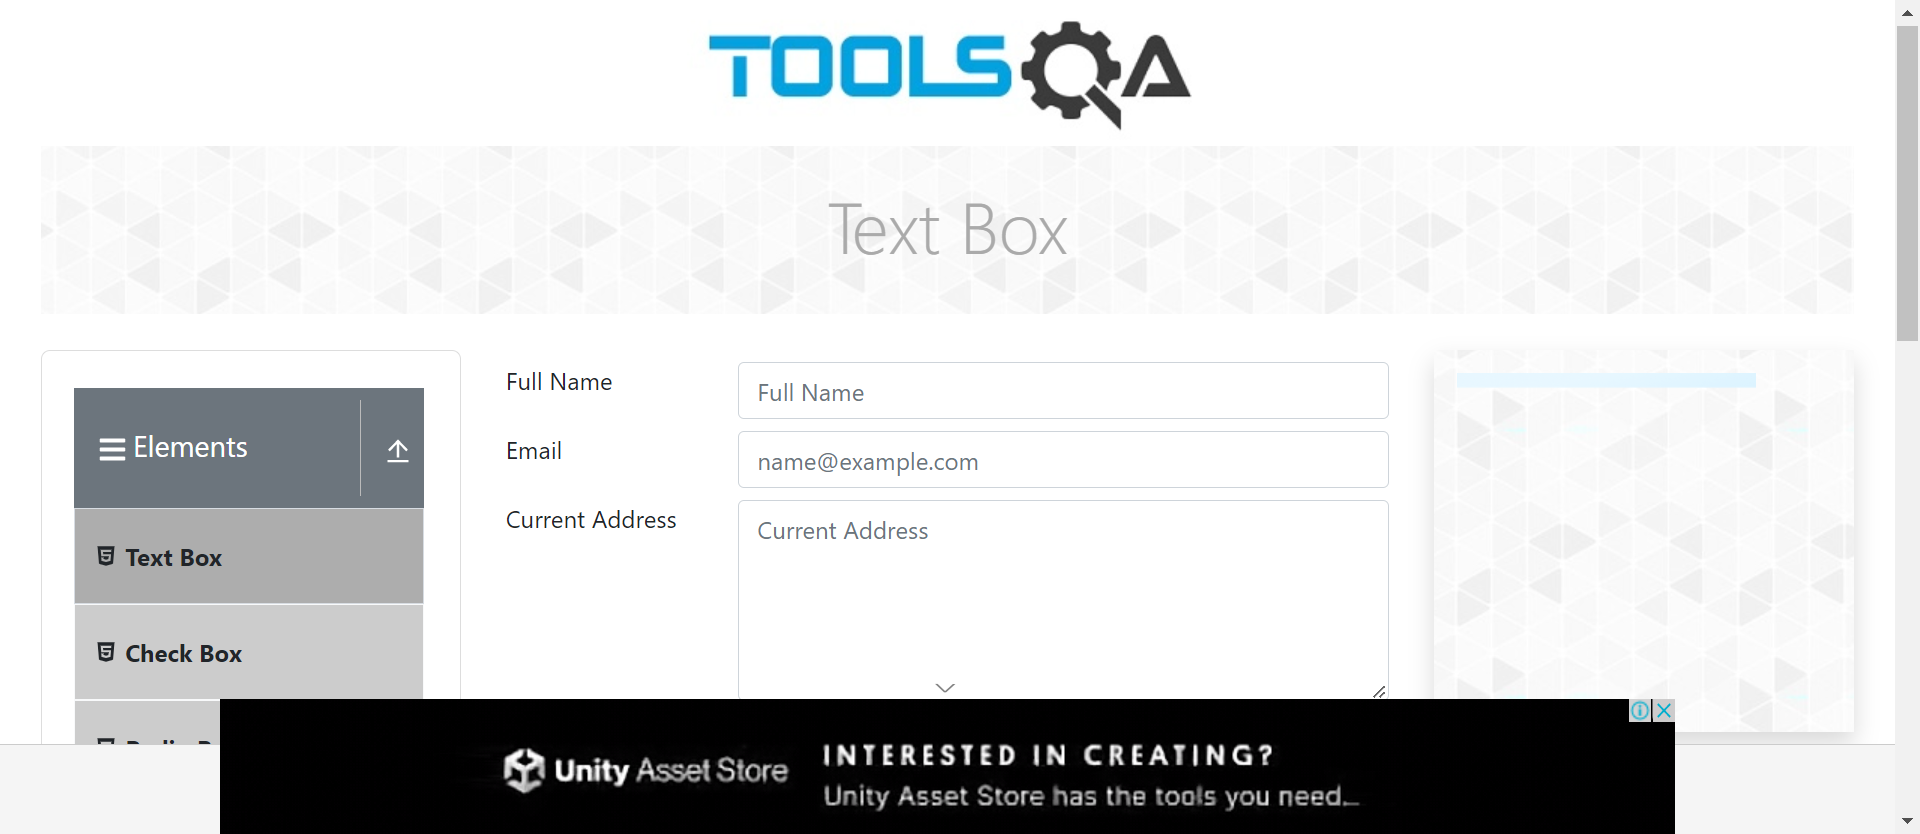 TOOLSQA
Text Box
Elements
Text Box
Check Box
Full Name
Full Name
Email
name@example.com
Current Address
Current Address
Unity Asset Store
INTERESTED IN CREATING?
Unity Asset Store has the tools you need...